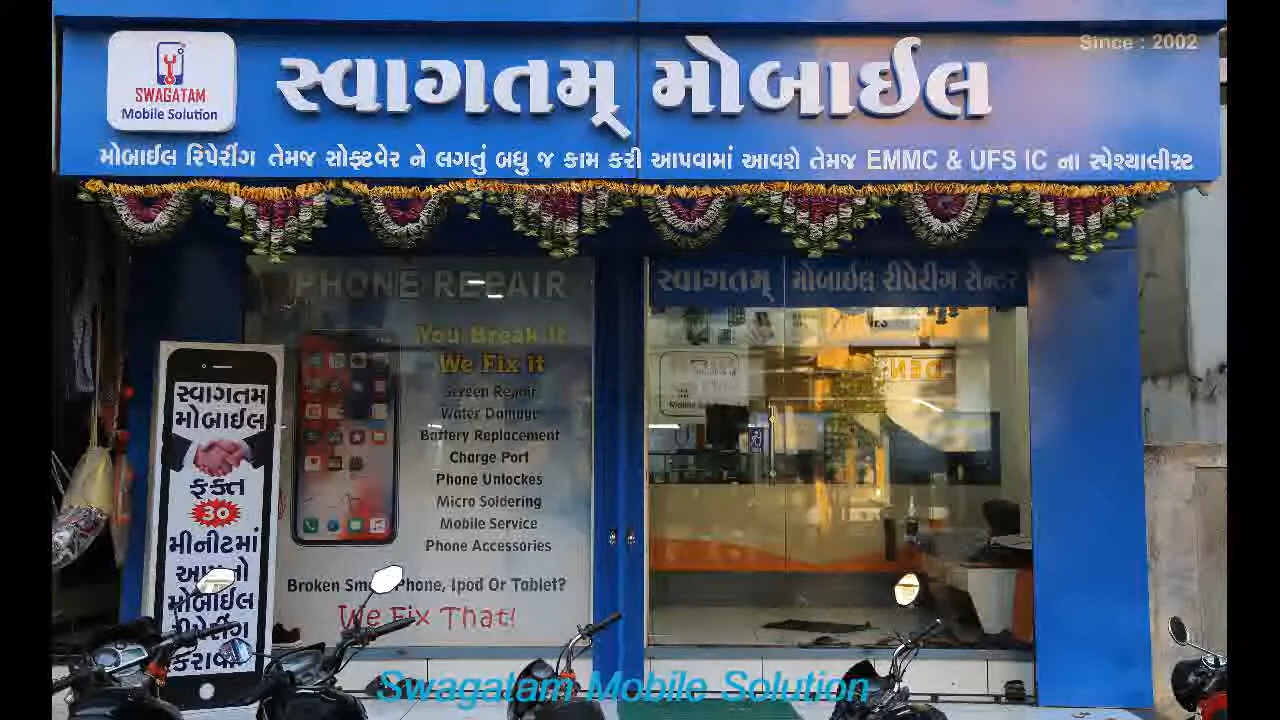 Since : 2002
SWAGATAM
Mobile Solution
સ્વાગતમ્ મોબાઈલ
મોબાઈલ રિપેરીંગ તેમજ સોફ્ટવેર ને લગતું બધુ જ કામ કરી આપવામાં આવશે તેમજ EMMC & UFS IC ના સ્પેશ્યાલીસ્ટ
PHONE REPAIR
સ્વાગતમ્ મોબાઈલ રીપેરીંગ સેન્ટર
You Break It
We Fix it
Screen Repair
Water Damage
Battery Replacement
Charge Port
Phone Unlockes
Micro Soldering
Mobile Service
Phone Accessories
Broken Smart Phone, Ipod Or Tablet?
We Fix That!
સ્વાગતમ
મોબાઈલ
ફક્ત
30
મીનીટમાં
આપનો
મોબાઈલ
રીપેરીંગ
કરાવો
Swagatam Mobile Solution